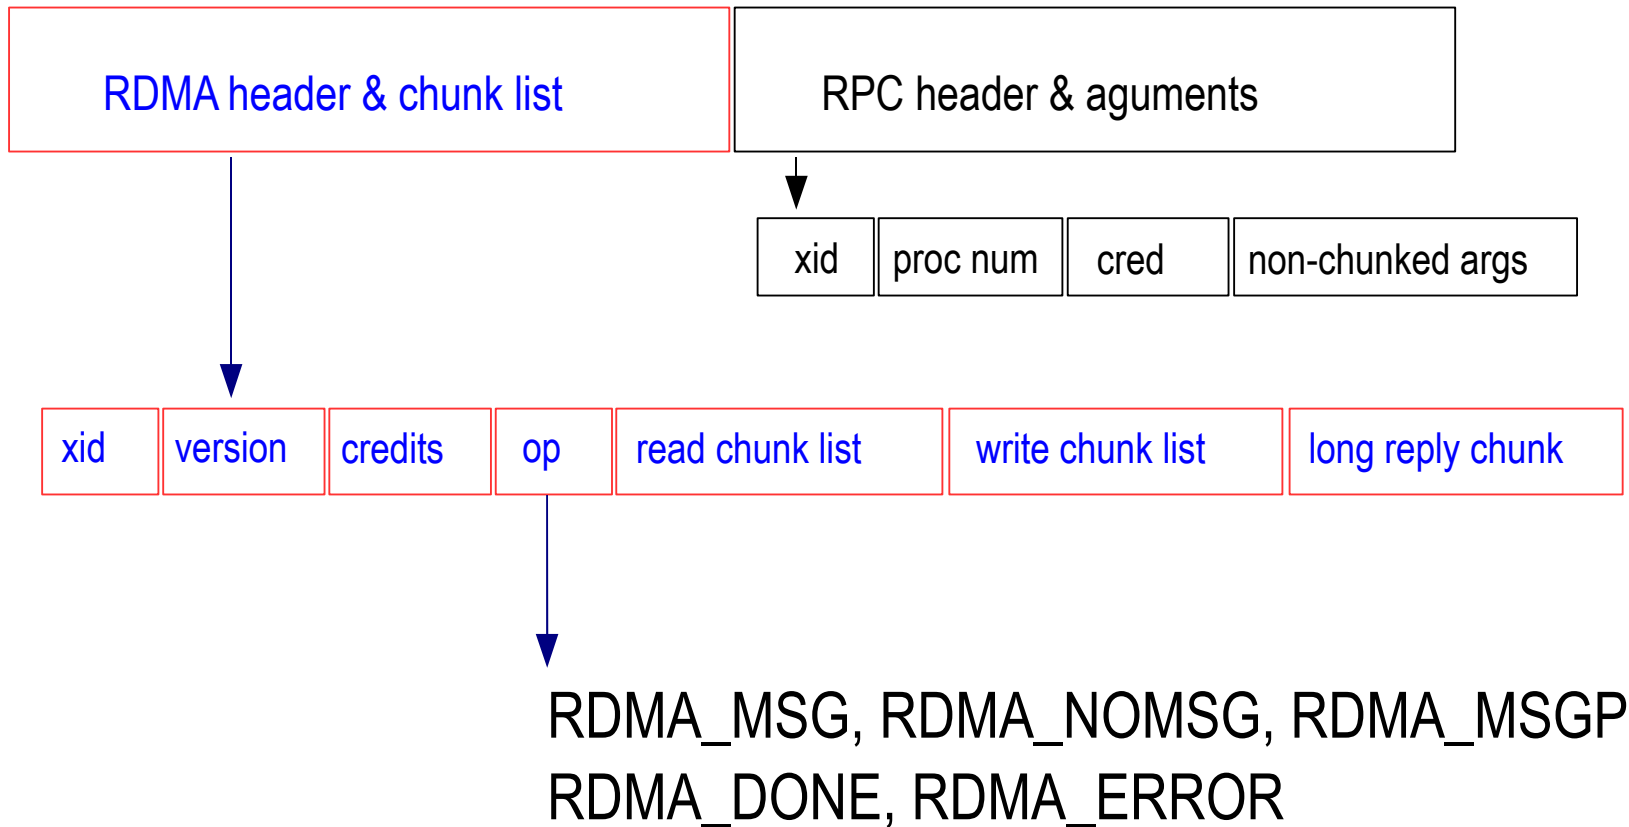 RDMA header & chunk list
RPC header & aguments
xid proc num cred non-chunked args
xid version credits op read chunk list write chunk list long reply chunk
RDMA_MSG, RDMA_NOMSG, RDMA_MSGP
RDMA_DONE, RDMA_ERROR